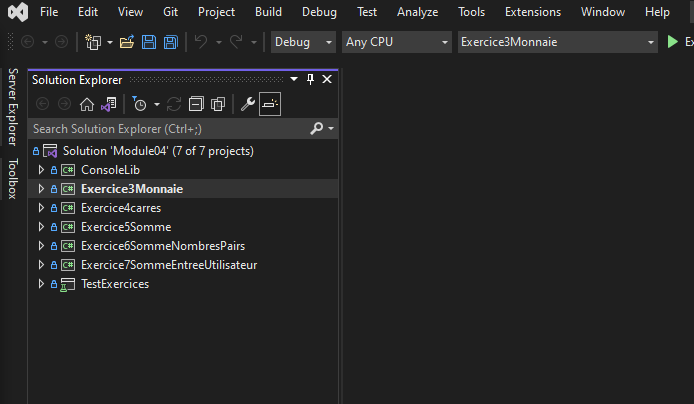 File Edit View Git Project Build Debug Test Analyze Tools Extensions Window Help
Debug Any CPU Exercice3Monnaie Ex
Server Explorer
Toolbox
Solution Explorer
Search Solution Explorer (Ctrl+;)
Solution 'Module04' (7 of 7 projects)
C# ConsoleLib
C# Exercice3Monnaie
C# Exercice4carres
C# Exercice5Somme
C# Exercice6SommeNombresPairs
C# Exercice7SommeEntreeUtilisateur
TestExercices